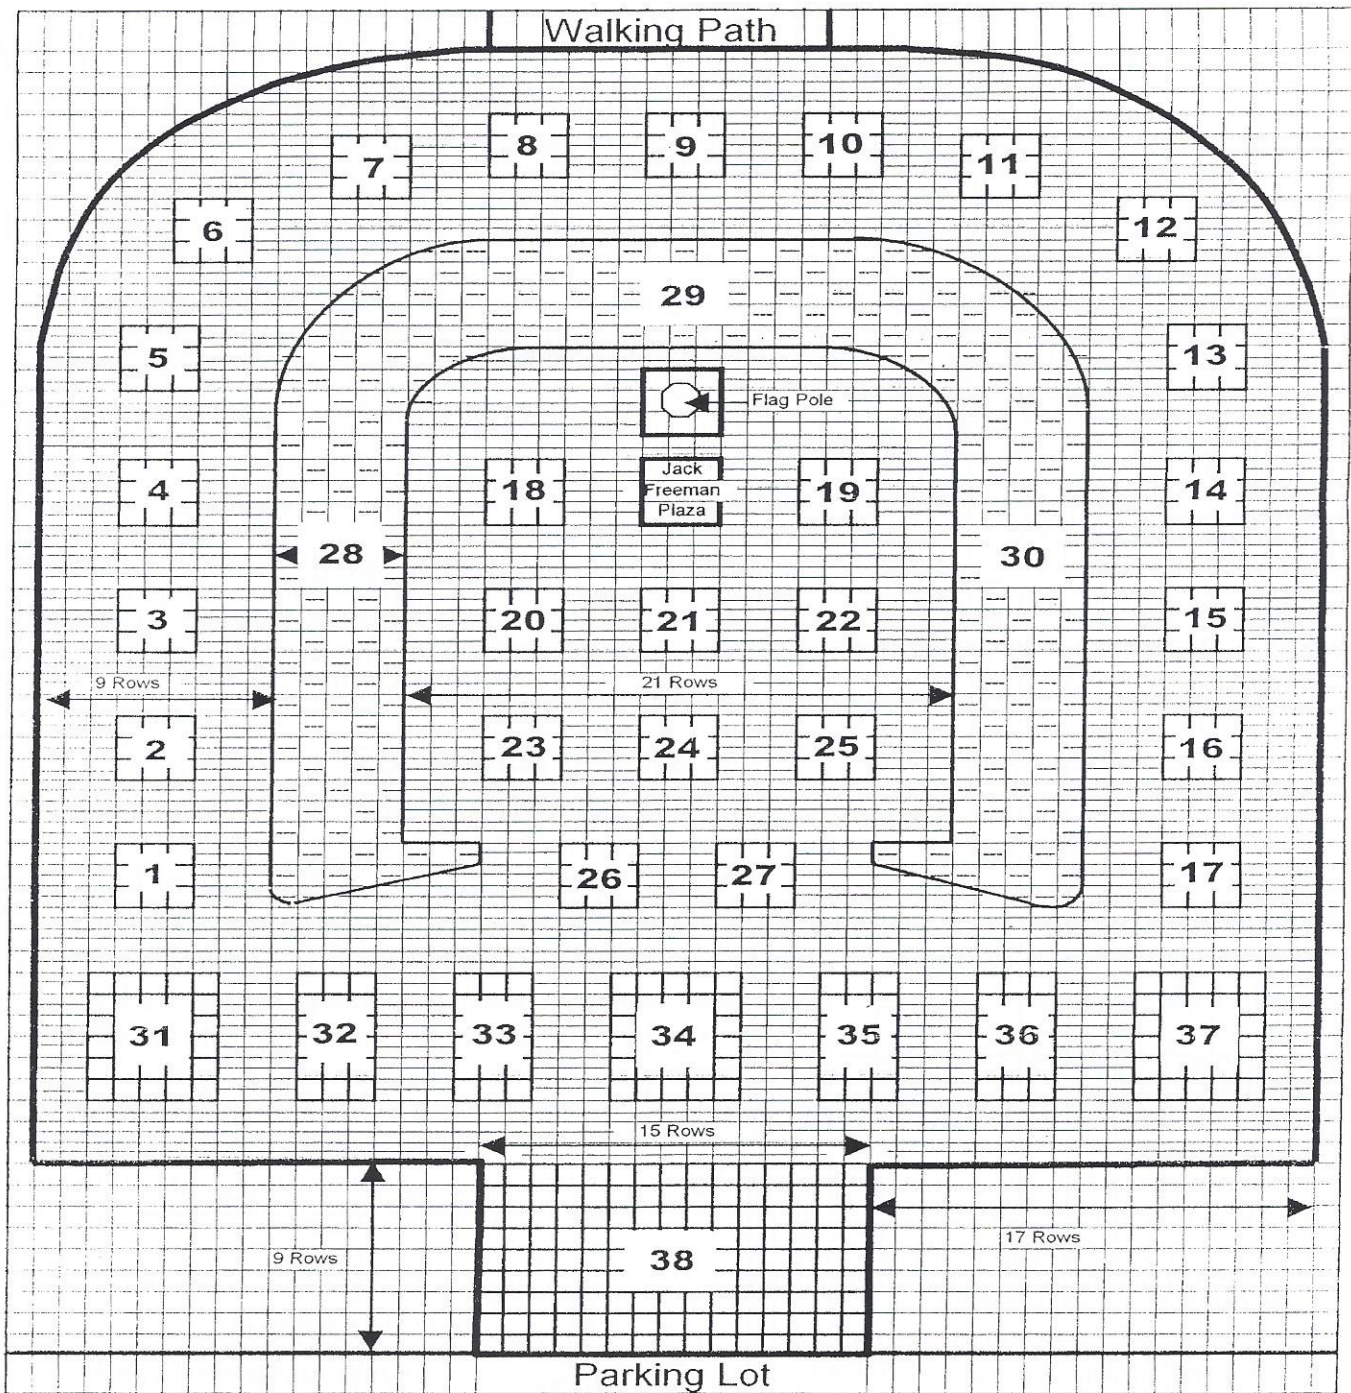 Walking Path
8 9 10
7 11
6 12
29
5 13
Flag Pole
4 18 Jack 19 14
Freeman
Plaza
28 30
3 20 21 22 15
9 Rows 21 Rows
2 23 24 25 16
1 26 27 17
31 32 33 34 35 36 37
15 Rows
17 Rows
9 Rows 38
Parking Lot